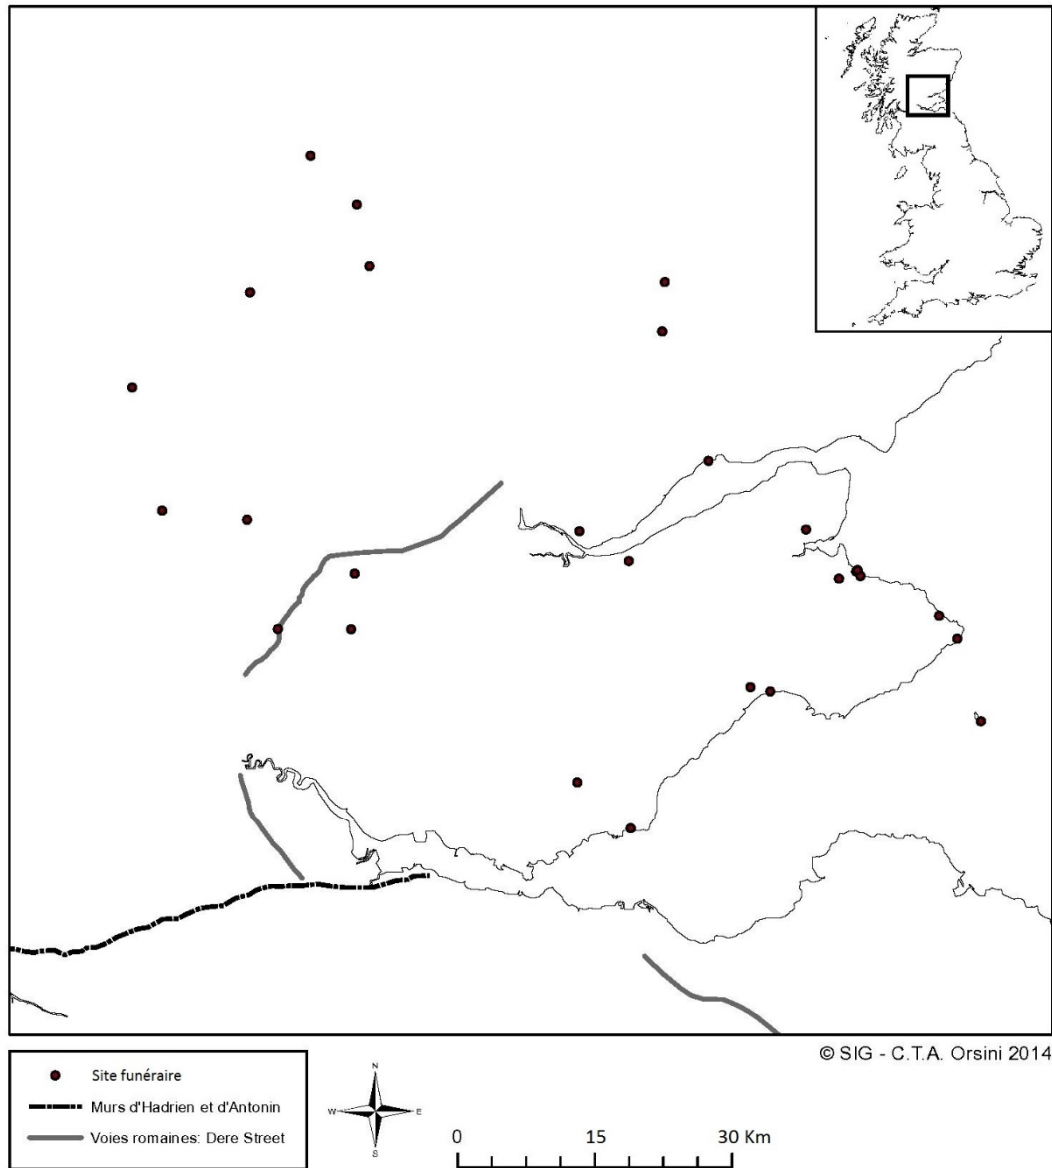 © SIG - C.T.A. Orsini 2014
Site funéraire
Murs d'Hadrien et d'Antonin
Voies romaines: Dere Street
N
W
E
S
0 15 30 Km